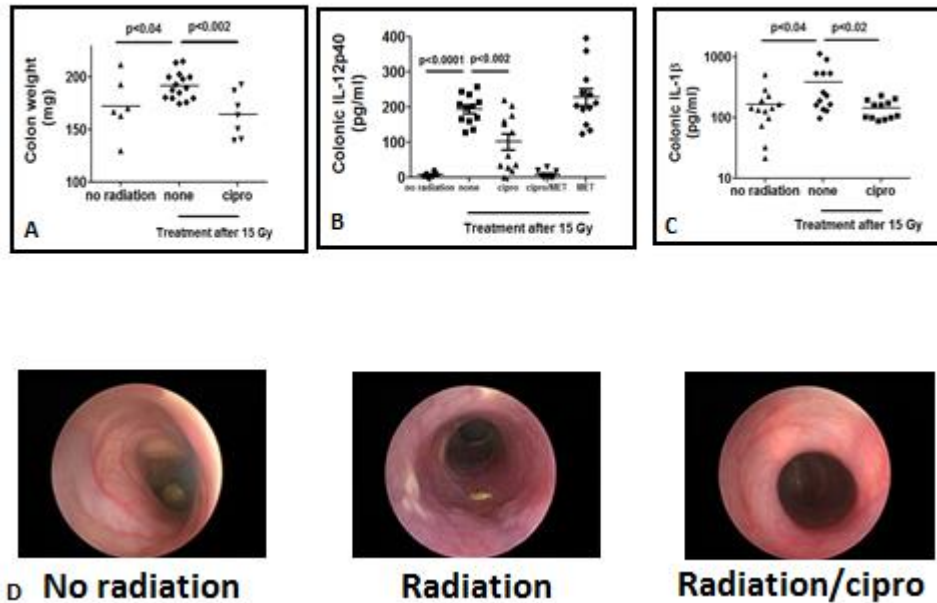 p<0.04 p<0.002
Colon weight
(mg)
200
150
100
no radiation none cipro
Treatment after 15 Gy
A
p<0.0001 p<0.002
Colonic IL-12p40
(pg/ml)
400
300
200
100
0
no radiation none cipro cipro/MET MET
Treatment after 15 Gy
B
p<0.04 p<0.02
Colonic IL-1β
(pg/ml)
1000
100
10
no radiation none cipro
Treatment after 15 Gy
C
D No radiation Radiation Radiation/cipro